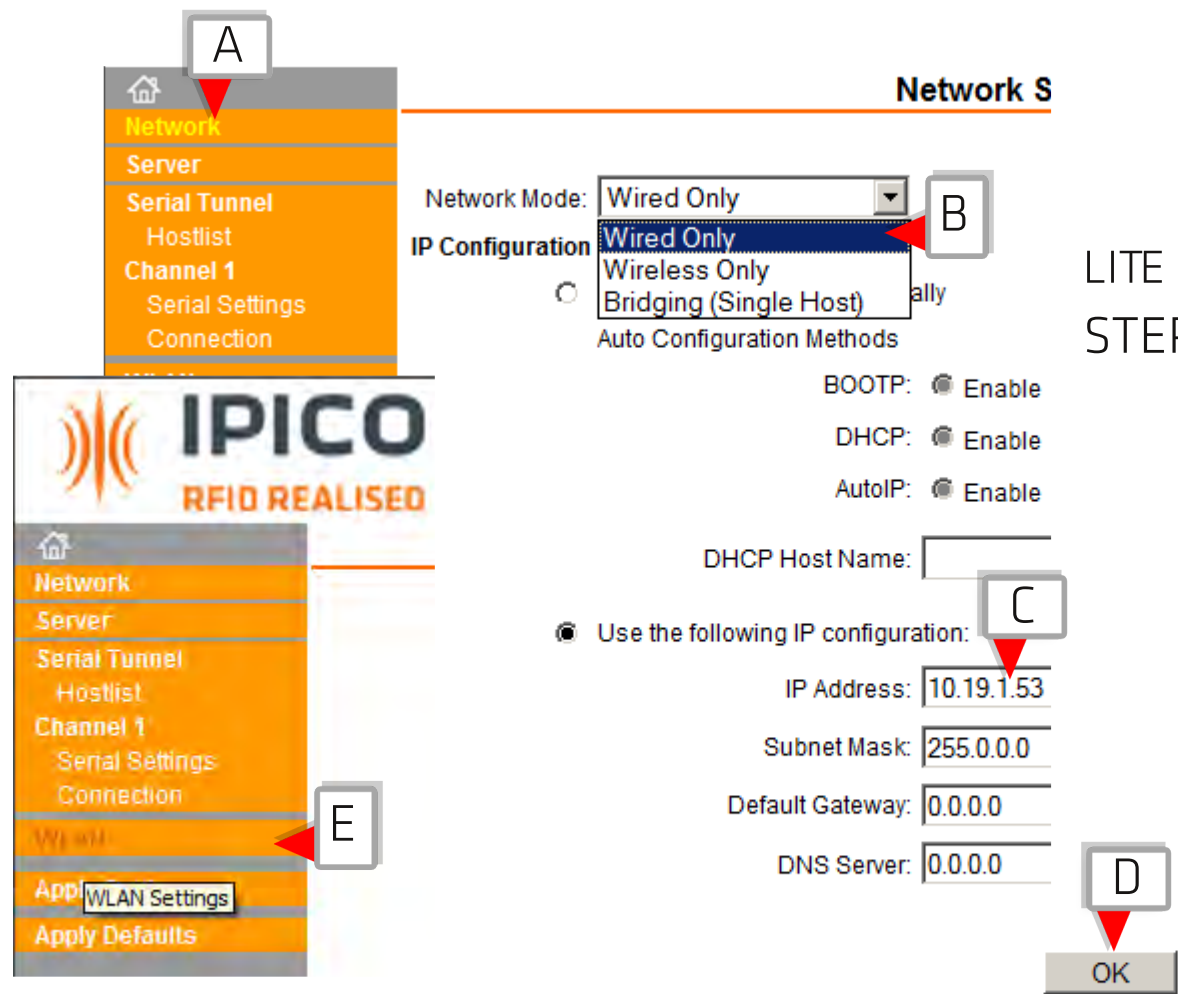 A
Network S
Network
Server
Serial Tunnel
Hostlist
Channel 1
Serial Settings
Connection
Network Mode: Wired Only
B
Wired Only
Wireless Only
Bridging (Single Host)
IP Configuration
ally
Auto Configuration Methods
BOOTP: Enable
DHCP: Enable
AutoIP: Enable
DHCP Host Name:
C
Use the following IP configuration:
IP Address: 10.19.1.53
Subnet Mask: 255.0.0.0
Default Gateway: 0.0.0.0
DNS Server: 0.0.0.0
D
OK
LITE
STEP
IPICO
RFID REALISED
Network
Server
Serial Tunnel
Hostlist
Channel 1
Serial Settings
Connection
E
WLAN
Appl
WLAN Settings
Apply Defaults